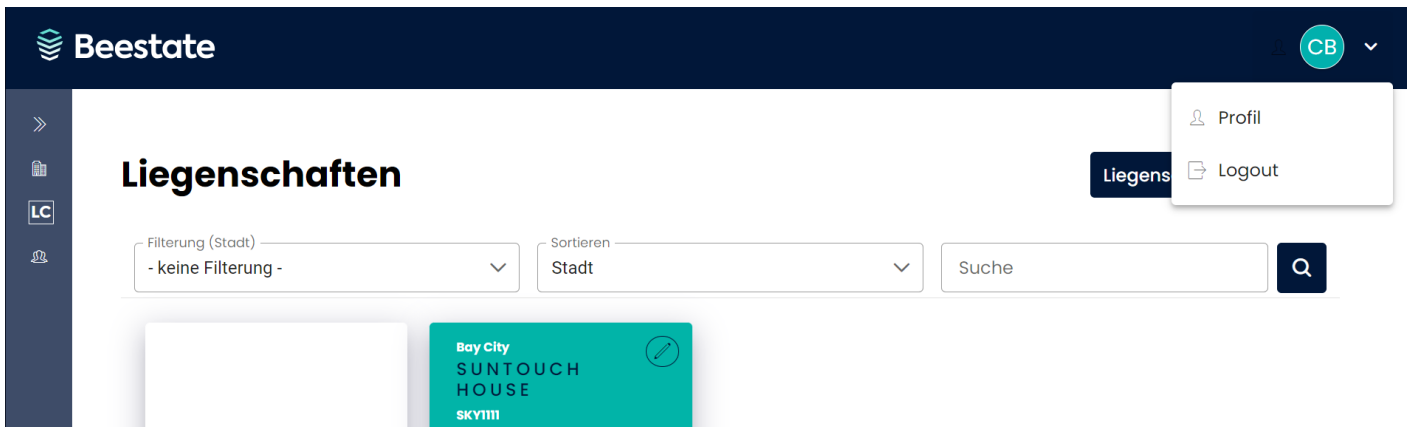 Beestate
CB
Profil
Logout
Liegenschaften
Liegens
LC
Filterung (Stadt)
- keine Filterung -
Sortieren
Stadt
Suche
Bay City
SUNTOUCH
HOUSE
SKY1111